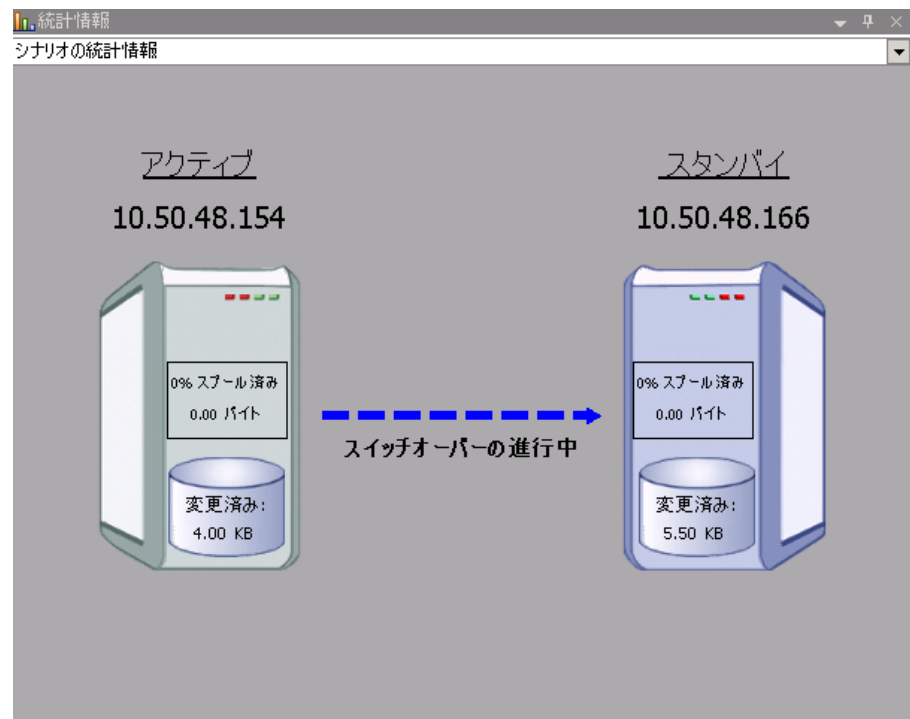 統計情報
シナリオの統計情報
アクティブ
スタンバイ
10.50.48.154
10.50.48.166
0% スプール済み
0.00 バイト
0% スプール済み
0.00 バイト
スイッチオーバーの進行中
変更済み:
4.00 KB
変更済み:
5.50 KB